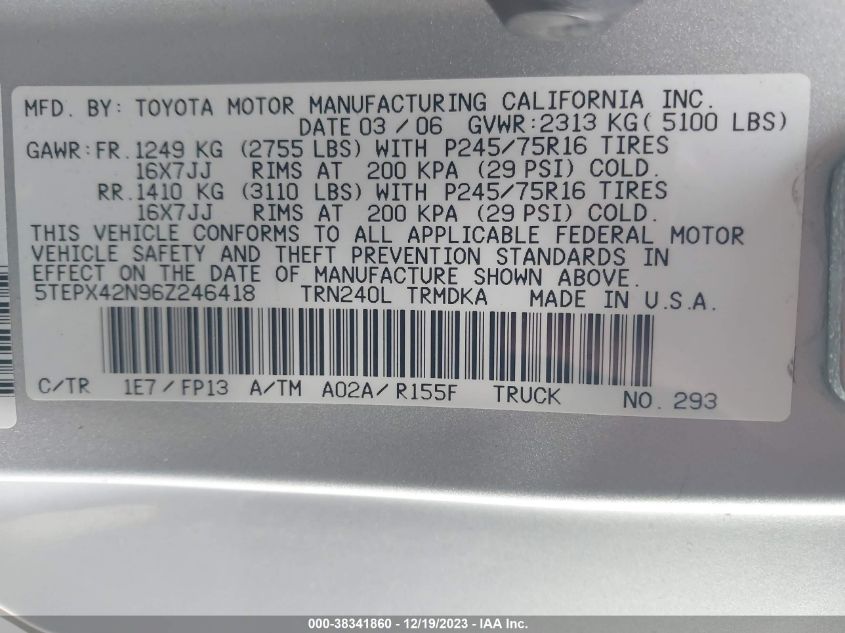 MFD. BY: TOYOTA MOTOR MANUFACTURING CALIFORNIA INC.
DATE 03 / 06 GVWR:2313 KG( 5100 LBS)
GAWR:FR.1249 KG (2755 LBS) WITH P245/75R16 TIRES
16X7JJ RIMS AT 200 KPA (29 PSI) COLD.
RR.1410 KG (3110 LBS) WITH P245/75R16 TIRES
16X7JJ RIMS AT 200 KPA (29 PSI) COLD.
THIS VEHICLE CONFORMS TO ALL APPLICABLE FEDERAL MOTOR
VEHICLE SAFETY AND THEFT PREVENTION STANDARDS IN
EFFECT ON THE DATE OF MANUFACTURE SHOWN ABOVE.
5TEPX42N96Z246418 TRN240L TRMDKA MADE IN U.S.A.
C/TR 1E7/FP13 A/TM A02A/R155F TRUCK NO. 293
000-38341860 - 12/19/2023 - IAA Inc.